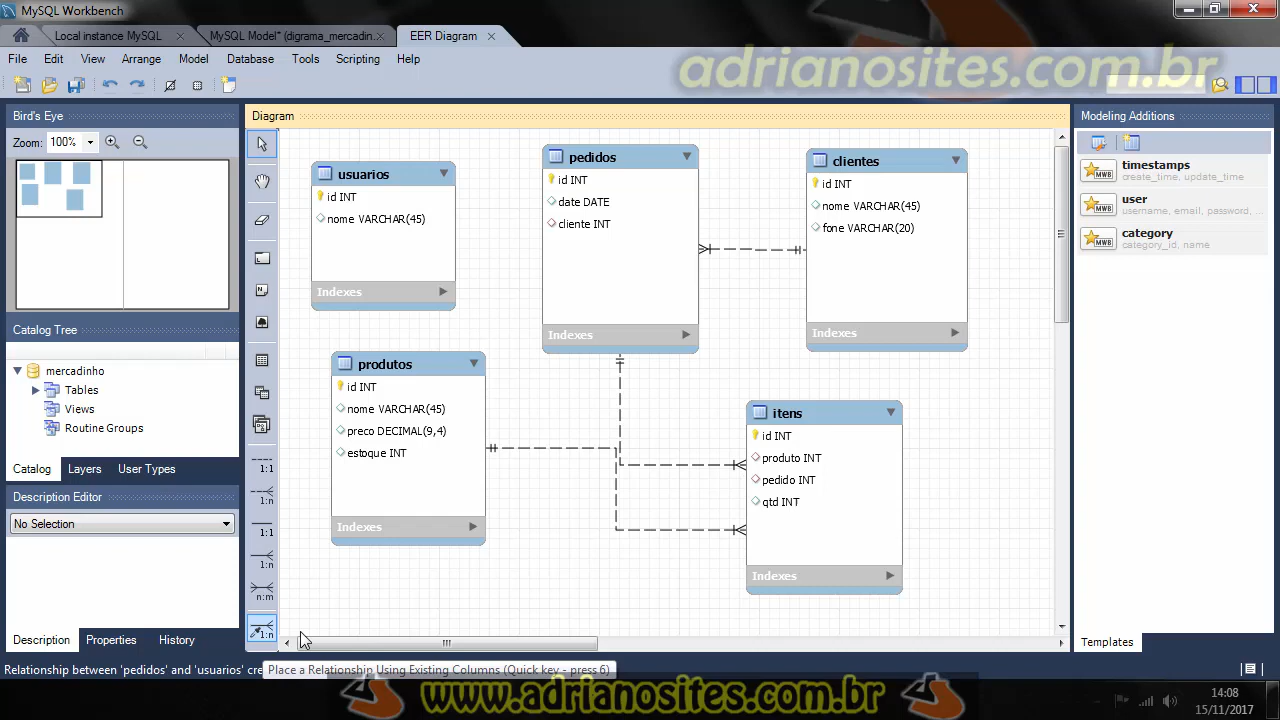 MySQL Workbench
Local instance MySQL
MySQL Model* (digrama_mercadin...
EER Diagram
File Edit View Arrange Model Database Tools Scripting Help
adrianosites.com.br
Bird's Eye
Zoom: 100%
Catalog Tree
mercadinho
Tables
Views
Routine Groups
Catalog Layers User Types
Description Editor
No Selection
Description Properties History
Diagram
1:1
1:n
1:1
1:n
n:m
1:n
usuarios
id INT
nome VARCHAR(45)
Indexes
pedidos
id INT
date DATE
cliente INT
Indexes
clientes
id INT
nome VARCHAR(45)
fone VARCHAR(20)
Indexes
produtos
id INT
nome VARCHAR(45)
preco DECIMAL(9,4)
estoque INT
Indexes
itens
id INT
produto INT
pedido INT
qtd INT
Indexes
Modeling Additions
MWB
timestamps
create_time, update_time
MWB
user
username, email, password, ...
MWB
category
category_id, name
Templates
Relationship between 'pedidos' and 'usuarios' cre
Place a Relationship Using Existing Columns (Quick key - press 6)
www.adrianosites.com.br
14:08
15/11/2017